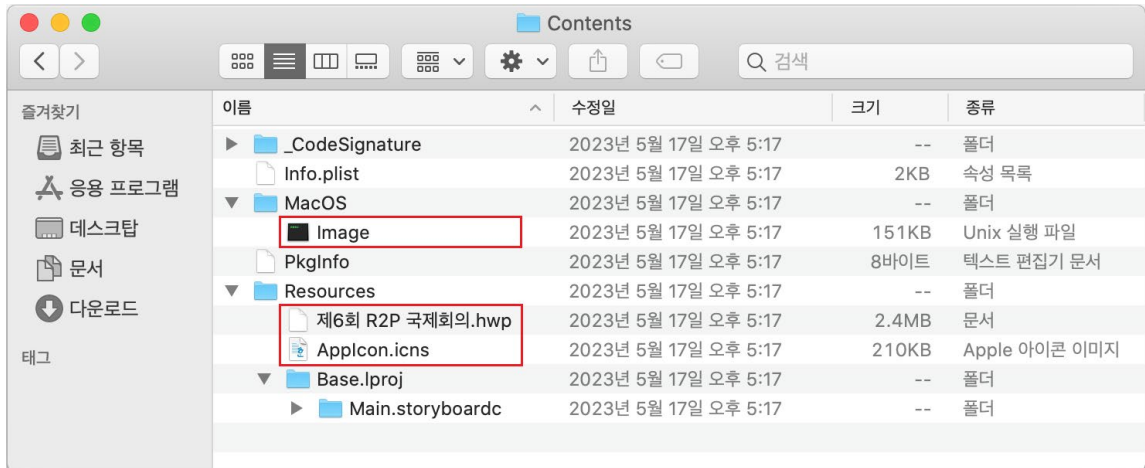 Contents
검색
즐겨찾기
최근 항목
응용 프로그램
데스크탑
문서
다운로드
태그
이름 수정일 크기 종류
_CodeSignature 2023년 5월 17일 오후 5:17 -- 폴더
Info.plist 2023년 5월 17일 오후 5:17 2KB 속성 목록
MacOS 2023년 5월 17일 오후 5:17 -- 폴더
Image 2023년 5월 17일 오후 5:17 151KB Unix 실행 파일
PkgInfo 2023년 5월 17일 오후 5:17 8바이트 텍스트 편집기 문서
Resources 2023년 5월 17일 오후 5:17 -- 폴더
제6회 R2P 국제회의.hwp 2023년 5월 17일 오후 5:17 2.4MB 문서
AppIcon.icns 2023년 5월 17일 오후 5:17 210KB Apple 아이콘 이미지
Base.lproj 2023년 5월 17일 오후 5:17 -- 폴더
Main.storyboardc 2023년 5월 17일 오후 5:17 -- 폴더